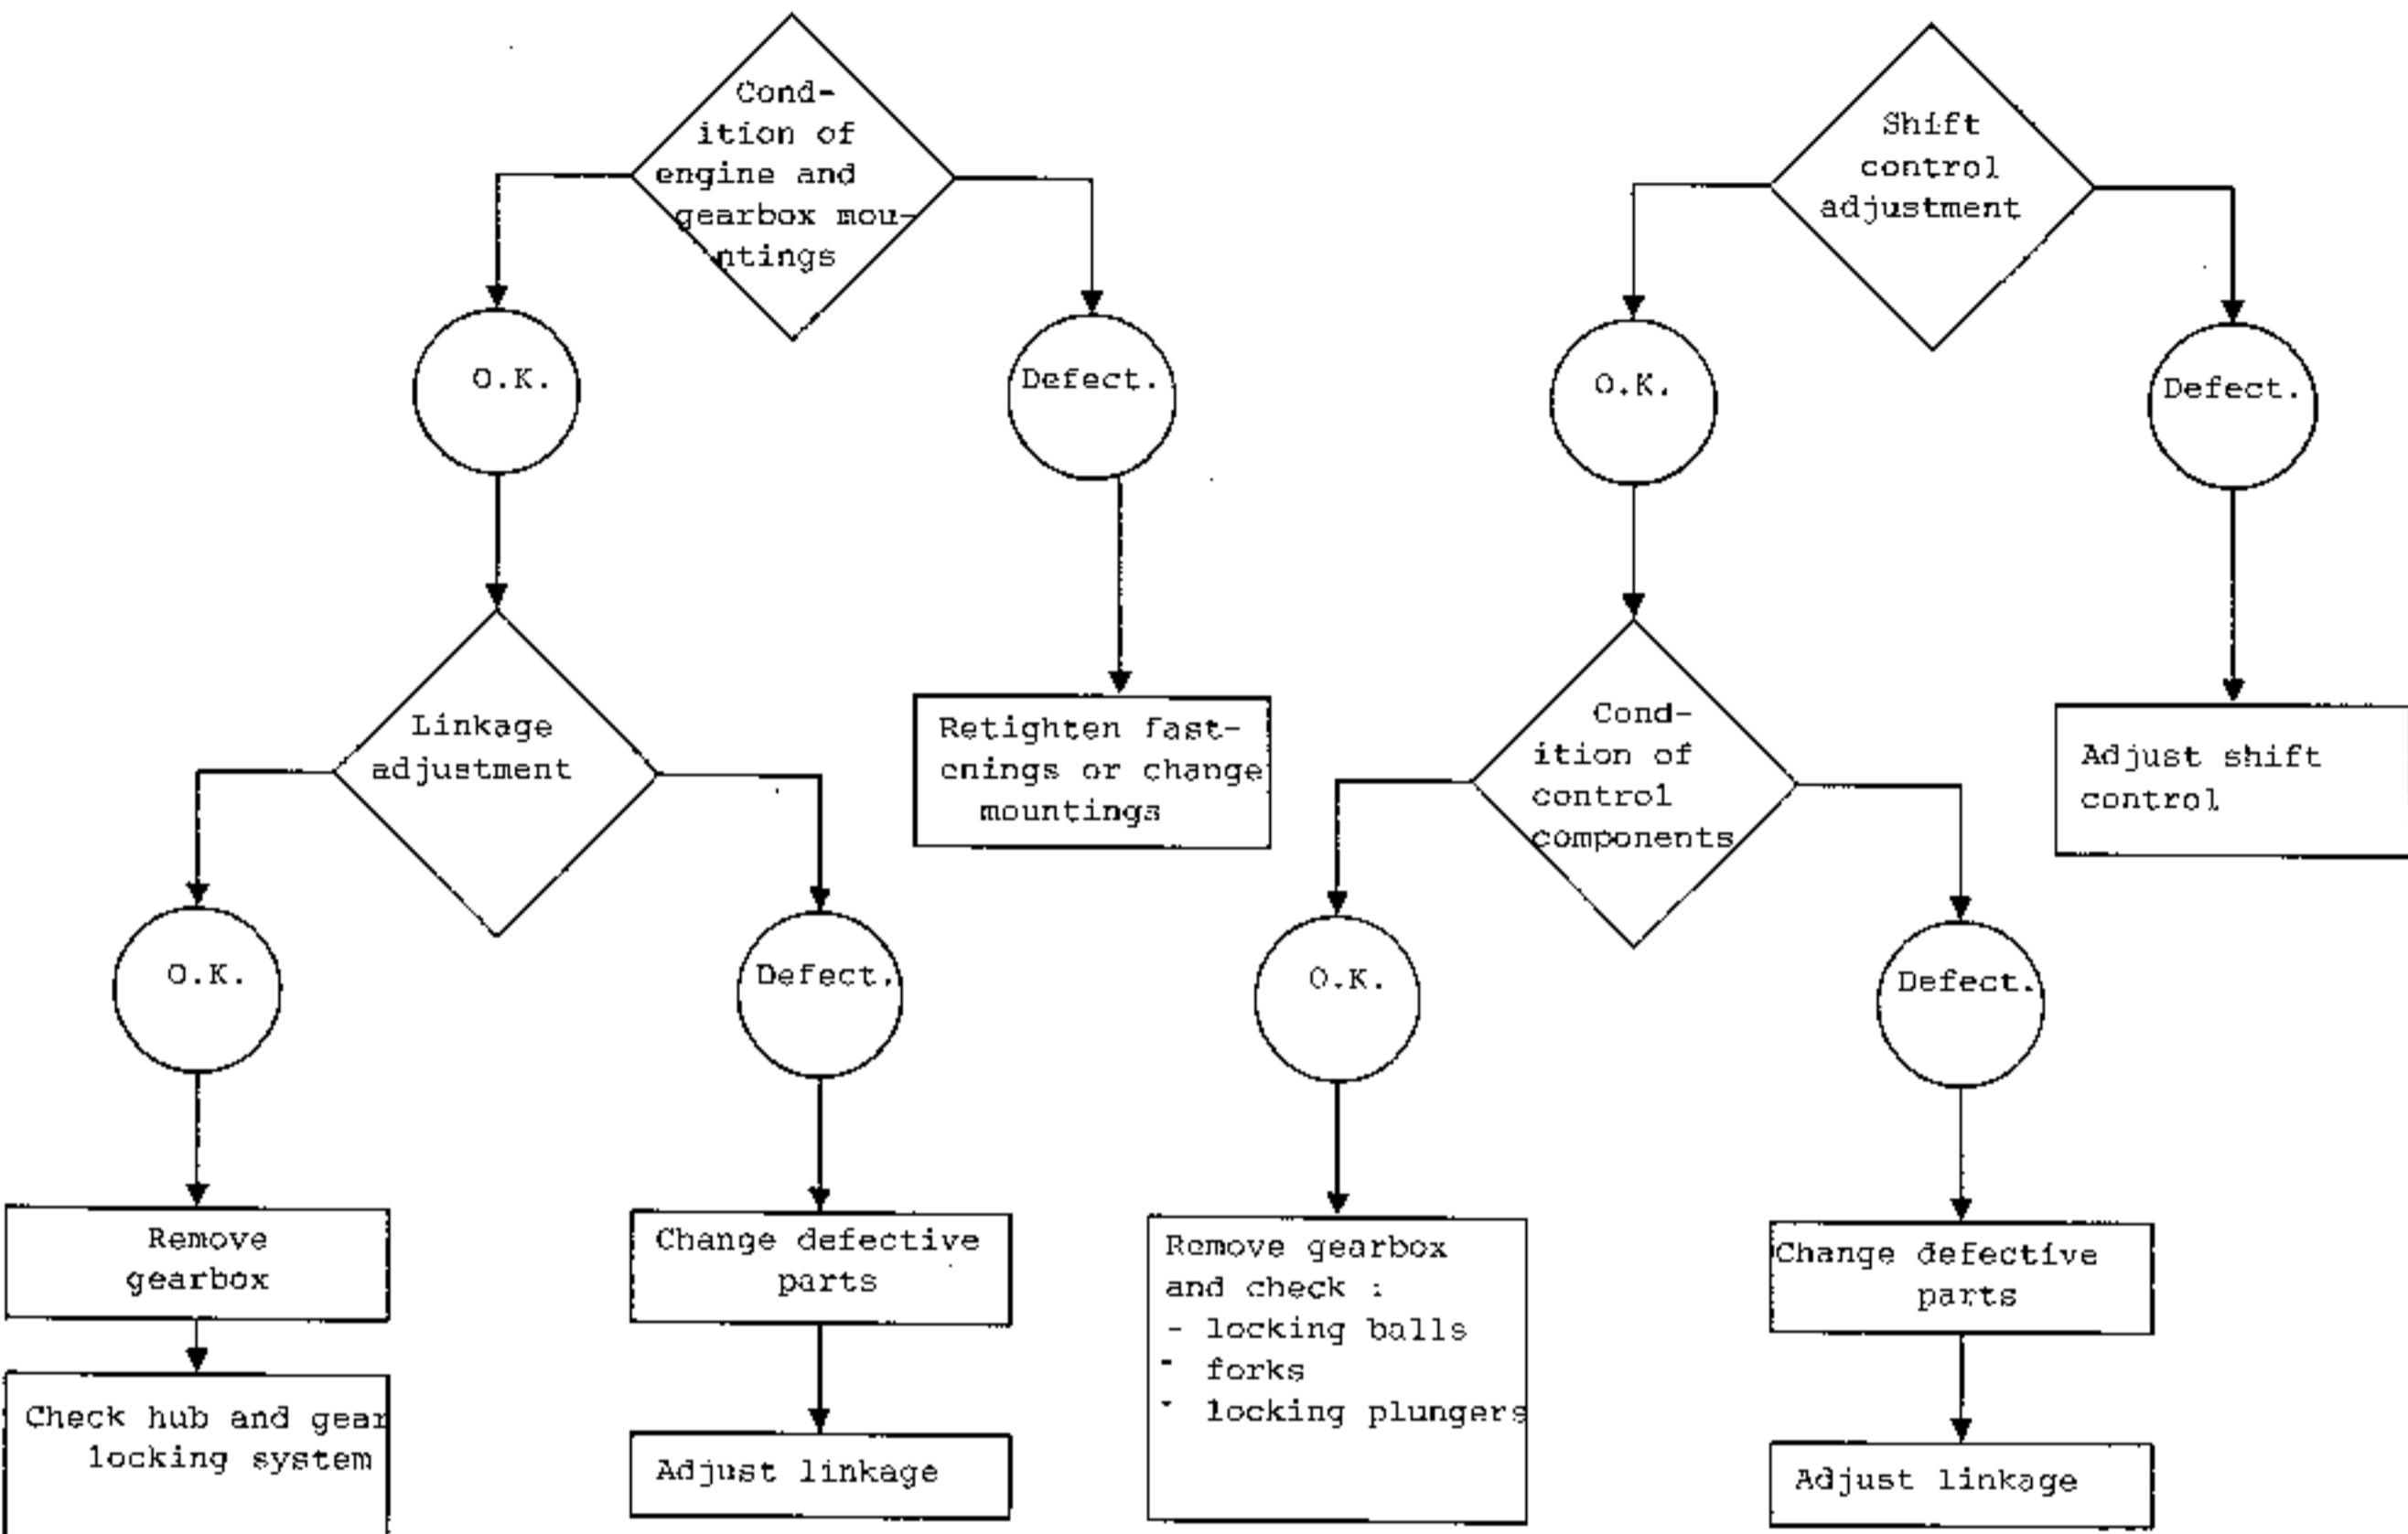 Cond-
ition of
engine and
gearbox mou-
ntings
O.K.
Defect.
Linkage
adjustment
Retighten fast-
enings or change
mountings
O.K.
Defect.
Remove
gearbox
Check hub and gear
locking system
Change defective
parts
Adjust linkage
Shift
control
adjustment
O.K.
Defect.
Cond-
ition of
control
components
Adjust shift
control
O.K.
Defect.
Remove gearbox
and check :
- locking balls
- forks
- locking plungers
Change defective
parts
Adjust linkage